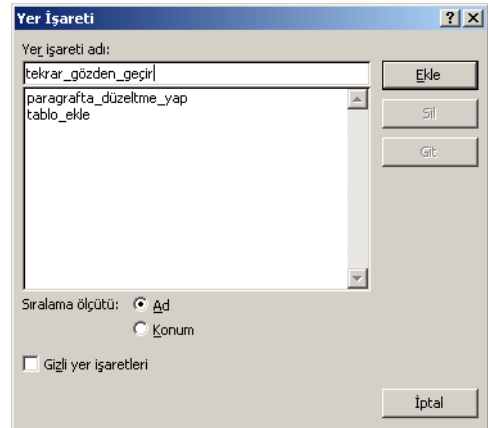 Yer İşareti
Yer işareti adı:
tekrar_gözden_geçir
Ekle
paragrafta_düzeltme_yap
tablo_ekle
Sil
Git
Sıralama ölçütü:
Ad
Konum
Gizli yer işaretleri
İptal